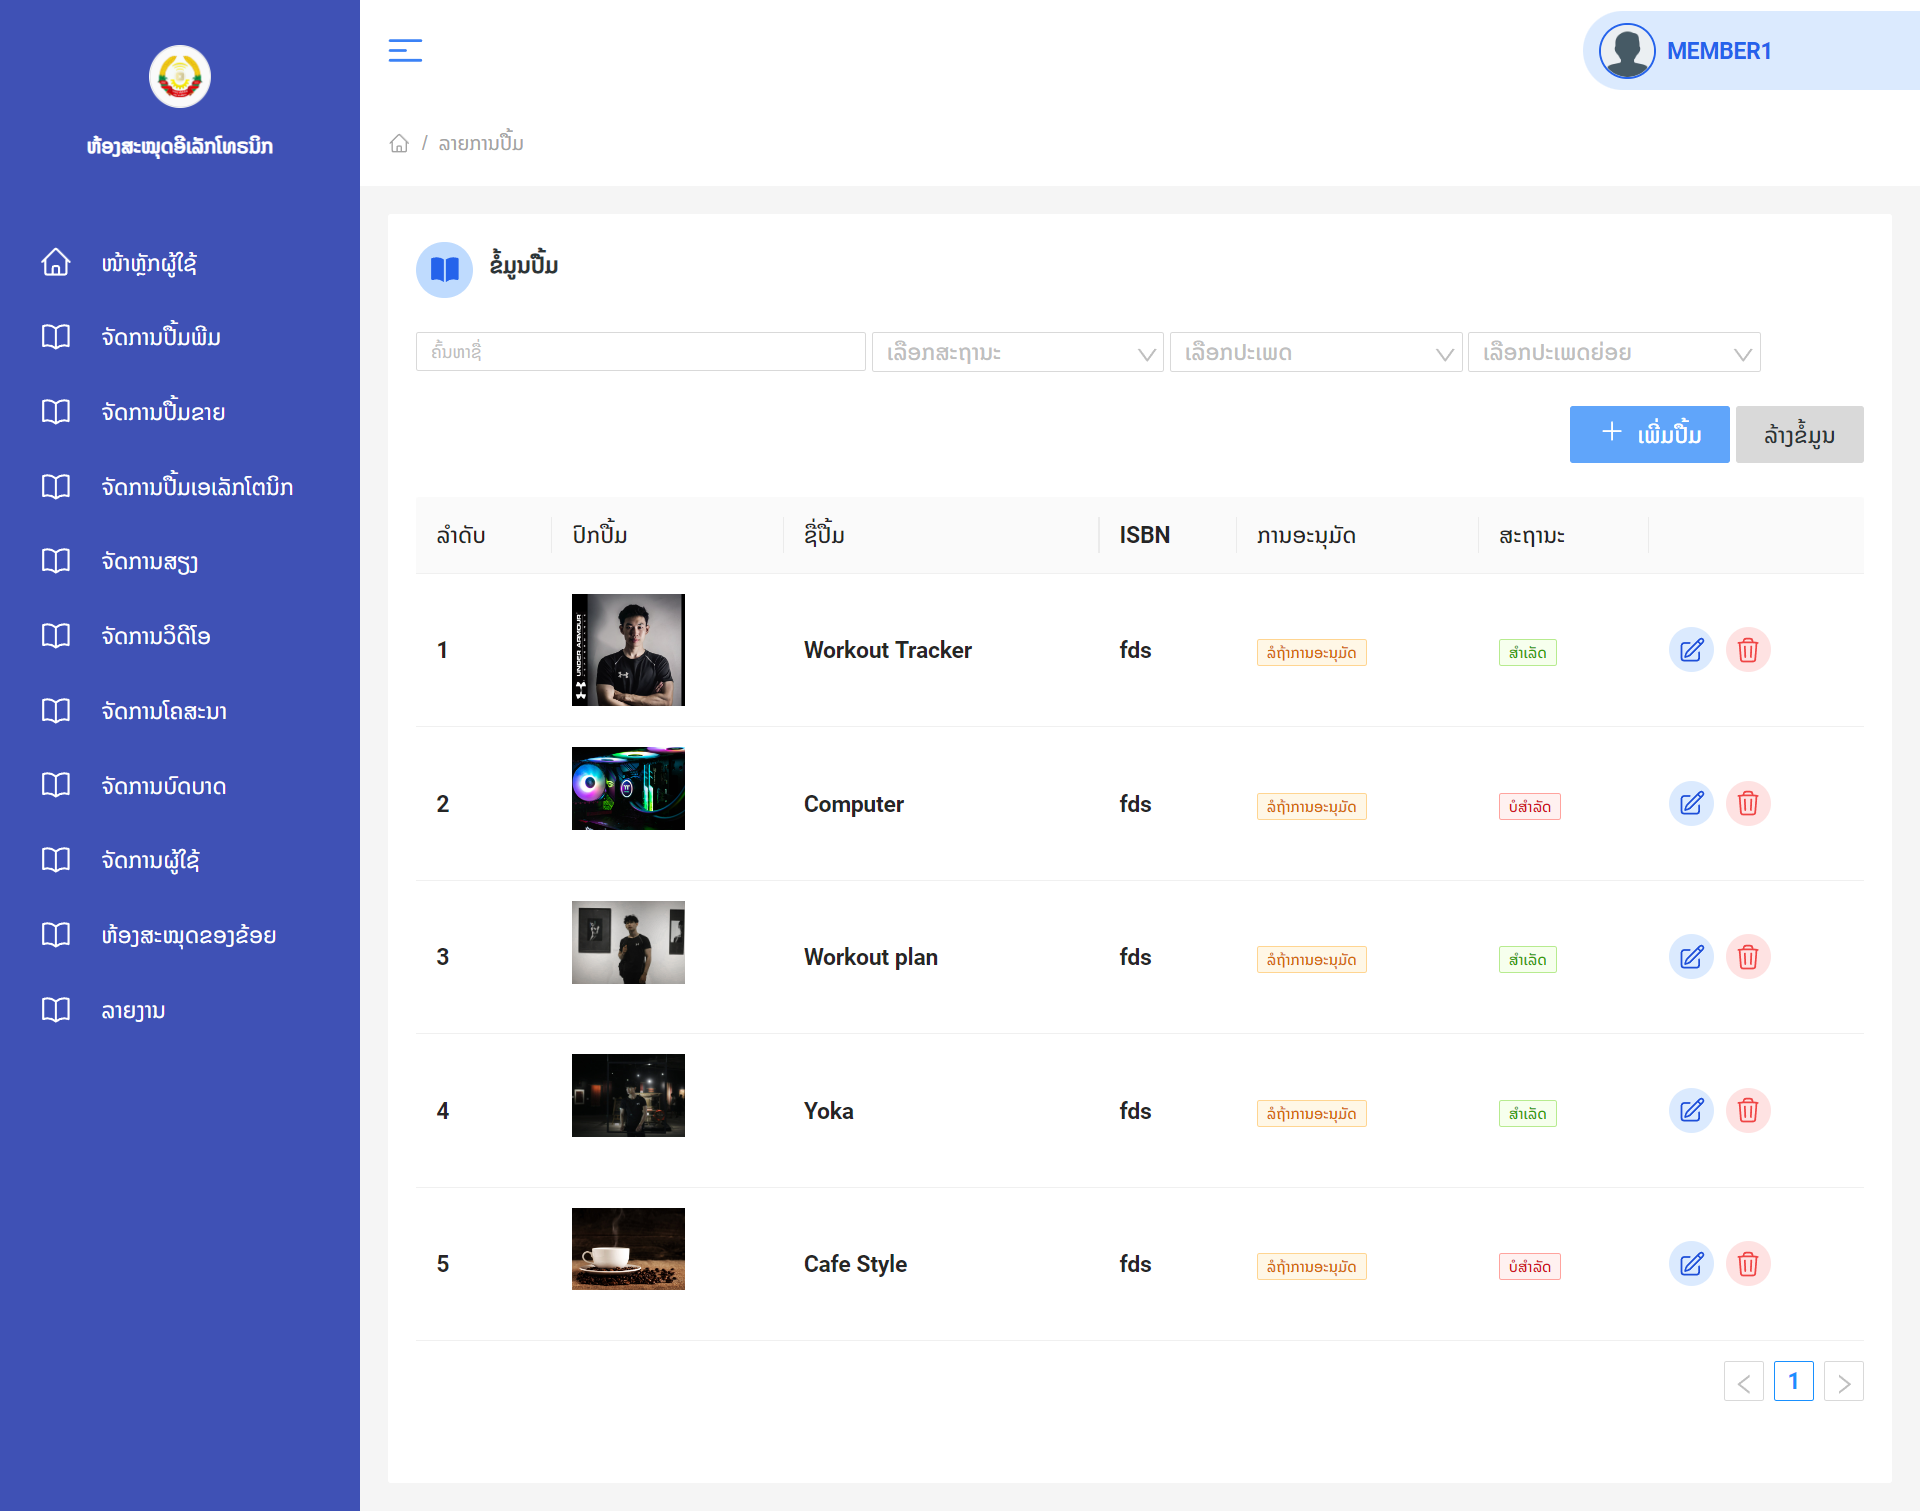 ຫ້ອງສະໝຸດອີເລັກໂທຣນິກ
ໜ້າຫຼັກຜູ້ໃຊ້
ຈັດການປື້ມພີມ
ຈັດການປື້ມຂາຍ
ຈັດການປື້ມເອເລັກໂຕນິກ
ຈັດການສຽງ
ຈັດການວິດີໂອ
ຈັດການໂຄສະນາ
ຈັດການບົດບາດ
ຈັດການຜູ້ໃຊ້
ຫ້ອງສະໝຸດຂອງຂ້ອຍ
ລາຍງານ
MEMBER1
/ ລາຍການປື້ມ
ຂໍ້ມູນປື້ມ
ຄົ້ນຫາຊື່ ເລືອກສະຖານະ ເລືອກປະເພດ ເລືອກປະເພດຍ່ອຍ
ເພີ່ມປື້ມ ລ້າງຂໍ້ມູນ
ລຳດັບ ປົກປື້ມ ຊື່ປື້ມ ISBN ການອະນຸມັດ ສະຖານະ
UNDER ARMOUR
1 Workout Tracker fds ລໍຖ້າການອະນຸມັດ ສຳເລັດ
2 Computer fds ລໍຖ້າການອະນຸມັດ ບໍສຳລັດ
3 Workout plan fds ລໍຖ້າການອະນຸມັດ ສຳເລັດ
4 Yoka fds ລໍຖ້າການອະນຸມັດ ສຳເລັດ
5 Cafe Style fds ລໍຖ້າການອະນຸມັດ ບໍສຳລັດ
1